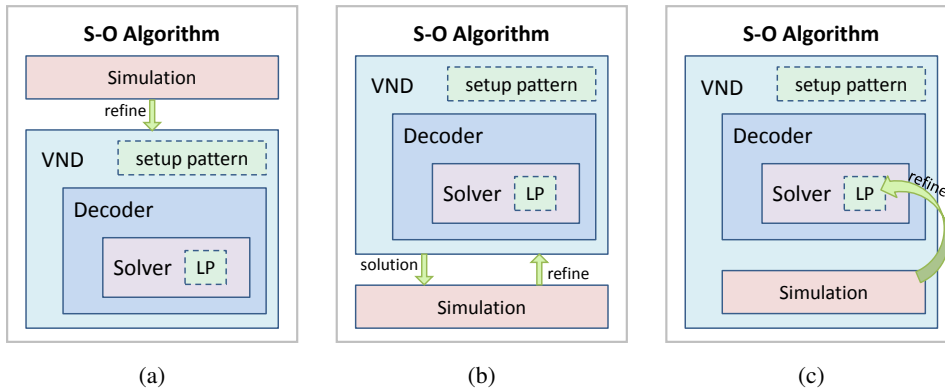 S-O Algorithm
Simulation
refine
VND
setup pattern
Decoder
Solver
LP
(a)
S-O Algorithm
VND
setup pattern
Decoder
Solver
LP
solution
refine
Simulation
(b)
S-O Algorithm
VND
setup pattern
Decoder
Solver
LP
refine
Simulation
(c)